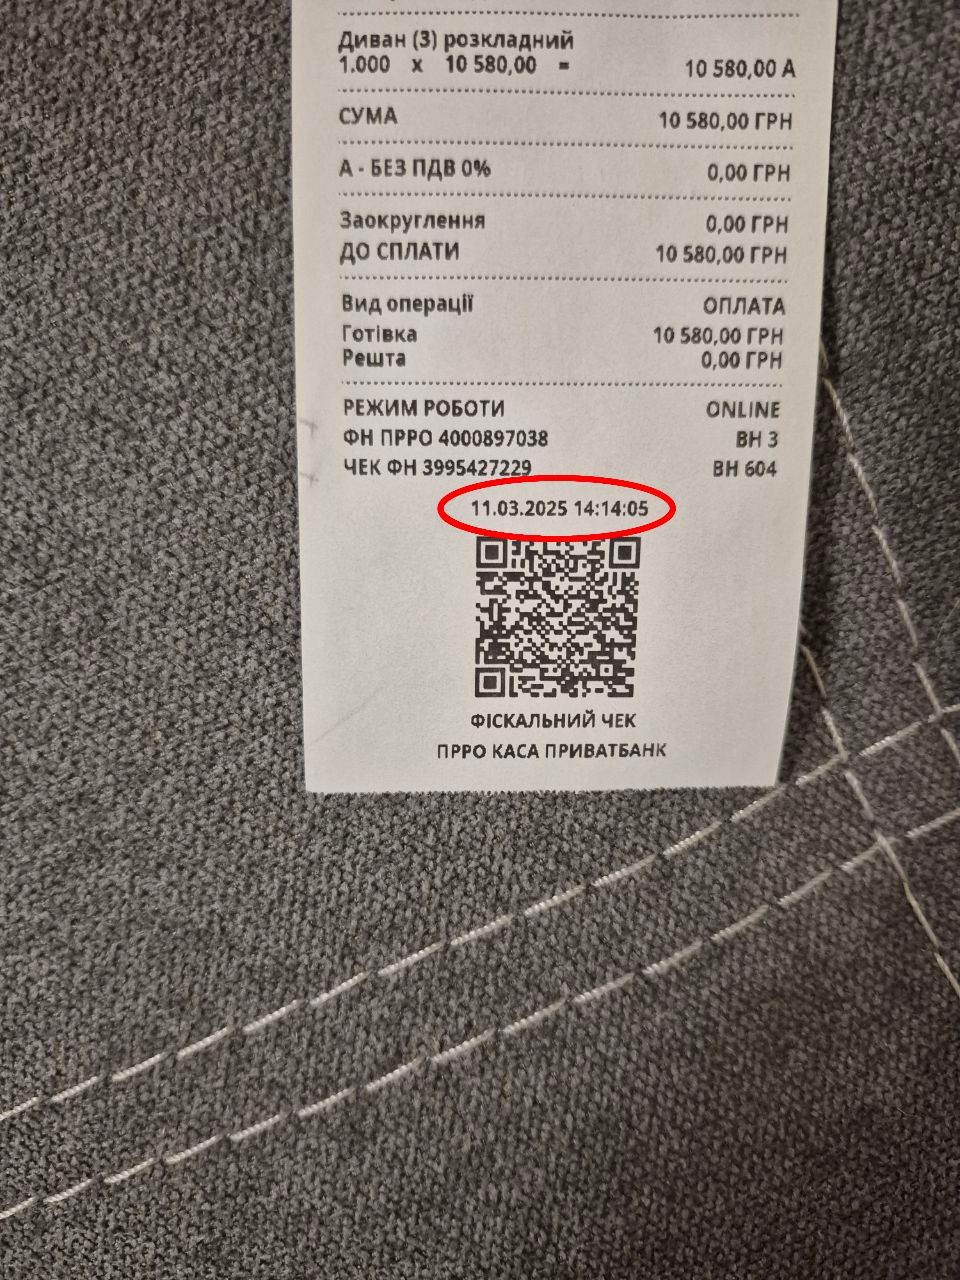 Диван (3) розкладний
1.000 x 10 580,00 = 10 580,00 А
СУМА 10 580,00 ГРН
А - БЕЗ ПДВ 0% 0,00 ГРН
Заокруглення 0,00 ГРН
ДО СПЛАТИ 10 580,00 ГРН
Вид операції ОПЛАТА
Готівка 10 580,00 ГРН
Решта 0,00 ГРН
РЕЖИМ РОБОТИ ONLINE
ФН ПРРО 4000897038 ВН 3
ЧЕК ФН 3995427229 ВН 604
11.03.2025 14:14:05
ФІСКАЛЬНИЙ ЧЕК
ПРРО КАСА ПРИВАТБАНК